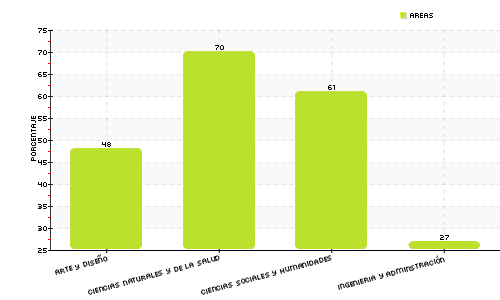 AREAS
75
70
65
60
55
50
45
40
35
30
25
PORCENTAJE
48
70
61
27
ARTE Y DISEÑO
CIENCIAS NATURALES Y DE LA SALUD
CIENCIAS SOCIALES Y HUMANIDADES
INGENIERIA Y ADMINSTRACIÓN